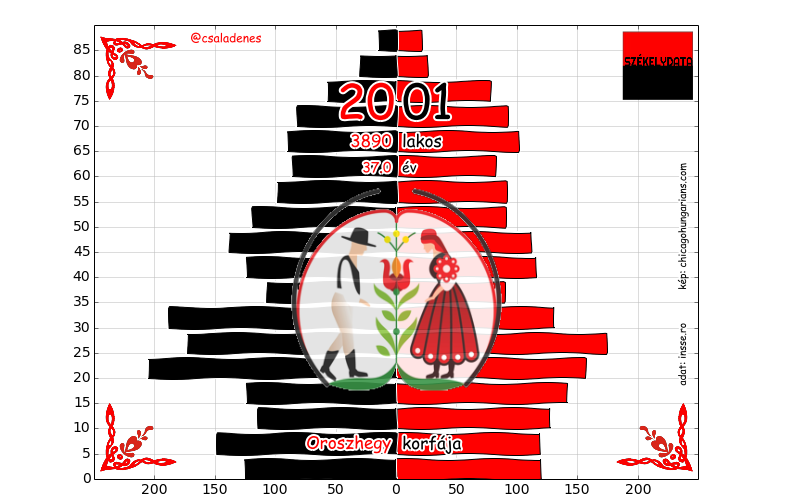 @csaladenes
SZÉKELYDATA
2001
3890 lakos
37.0 év
kép: chicagohungarians.com
adat: insse.ro
Oroszhegy korfája
85
80
75
70
65
60
55
50
45
40
35
30
25
20
15
10
5
0
200 150 100 50 0 50 100 150 200